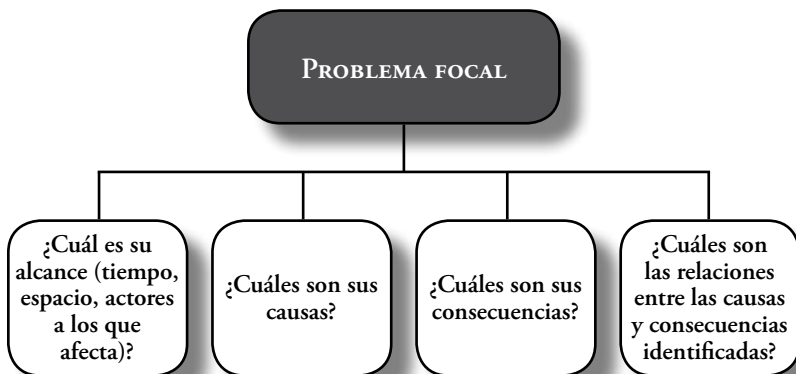 Problema focal
¿Cuál es su
alcance (tiempo,
espacio, actores
a los que
afecta)?
¿Cuáles son sus
causas?
¿Cuáles son sus
consecuencias?
¿Cuáles son
las relaciones
entre las causas
y consecuencias
identificadas?